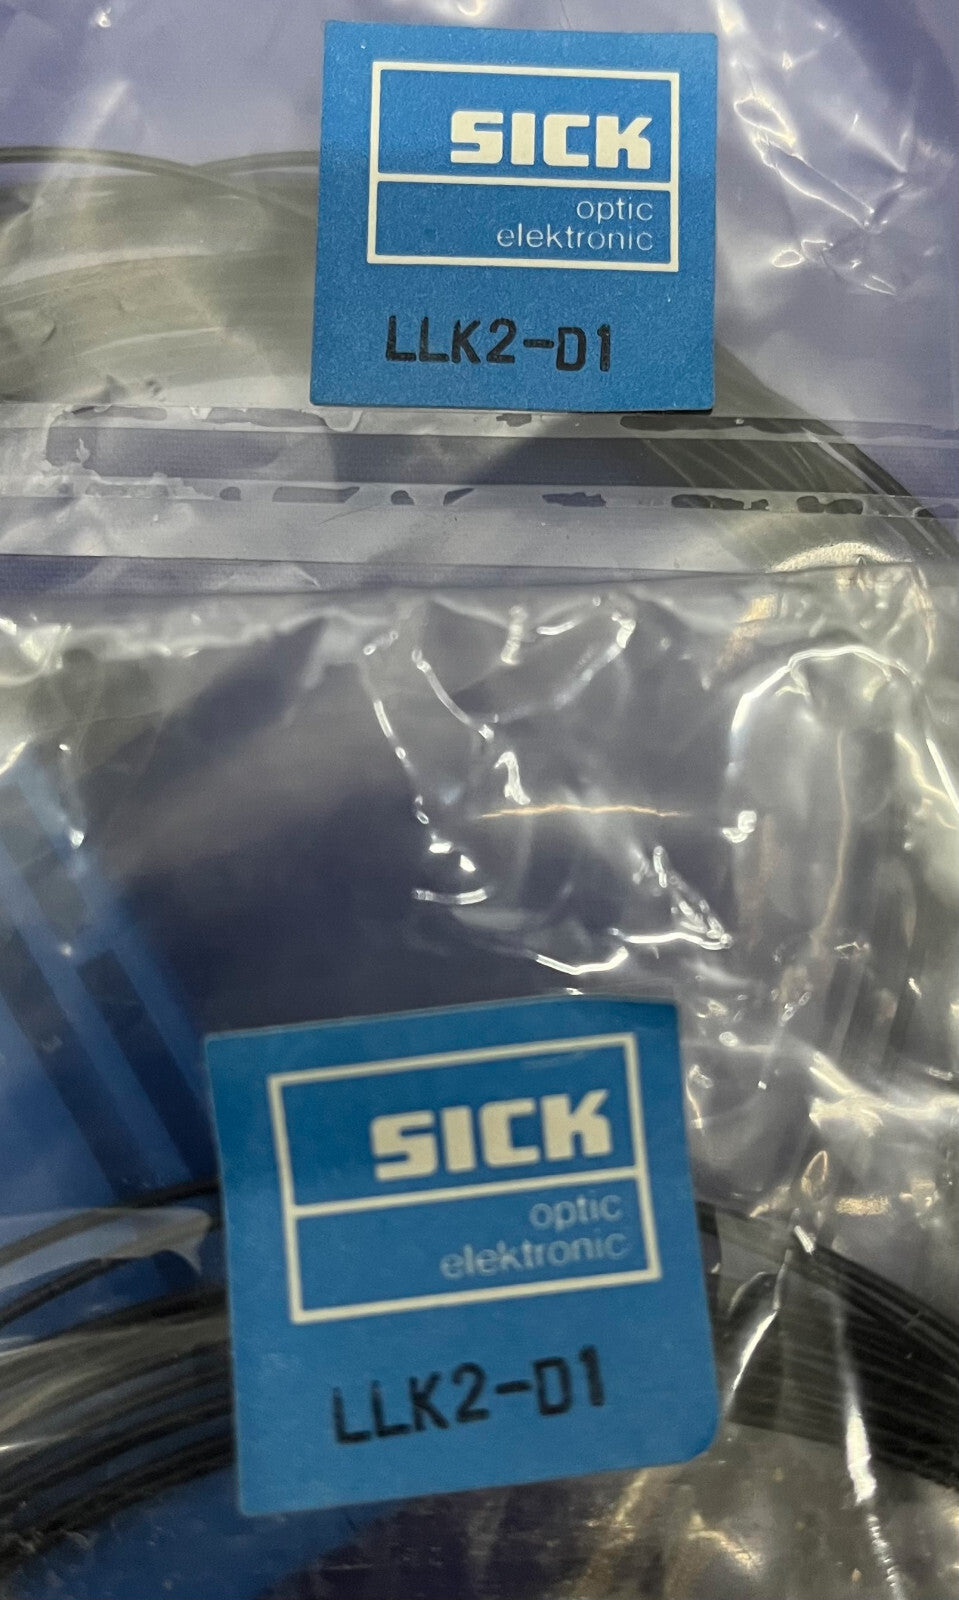 SICK
optic
elektronic
LLK2-D1
SICK
optic
elektronic
LLK2-D1